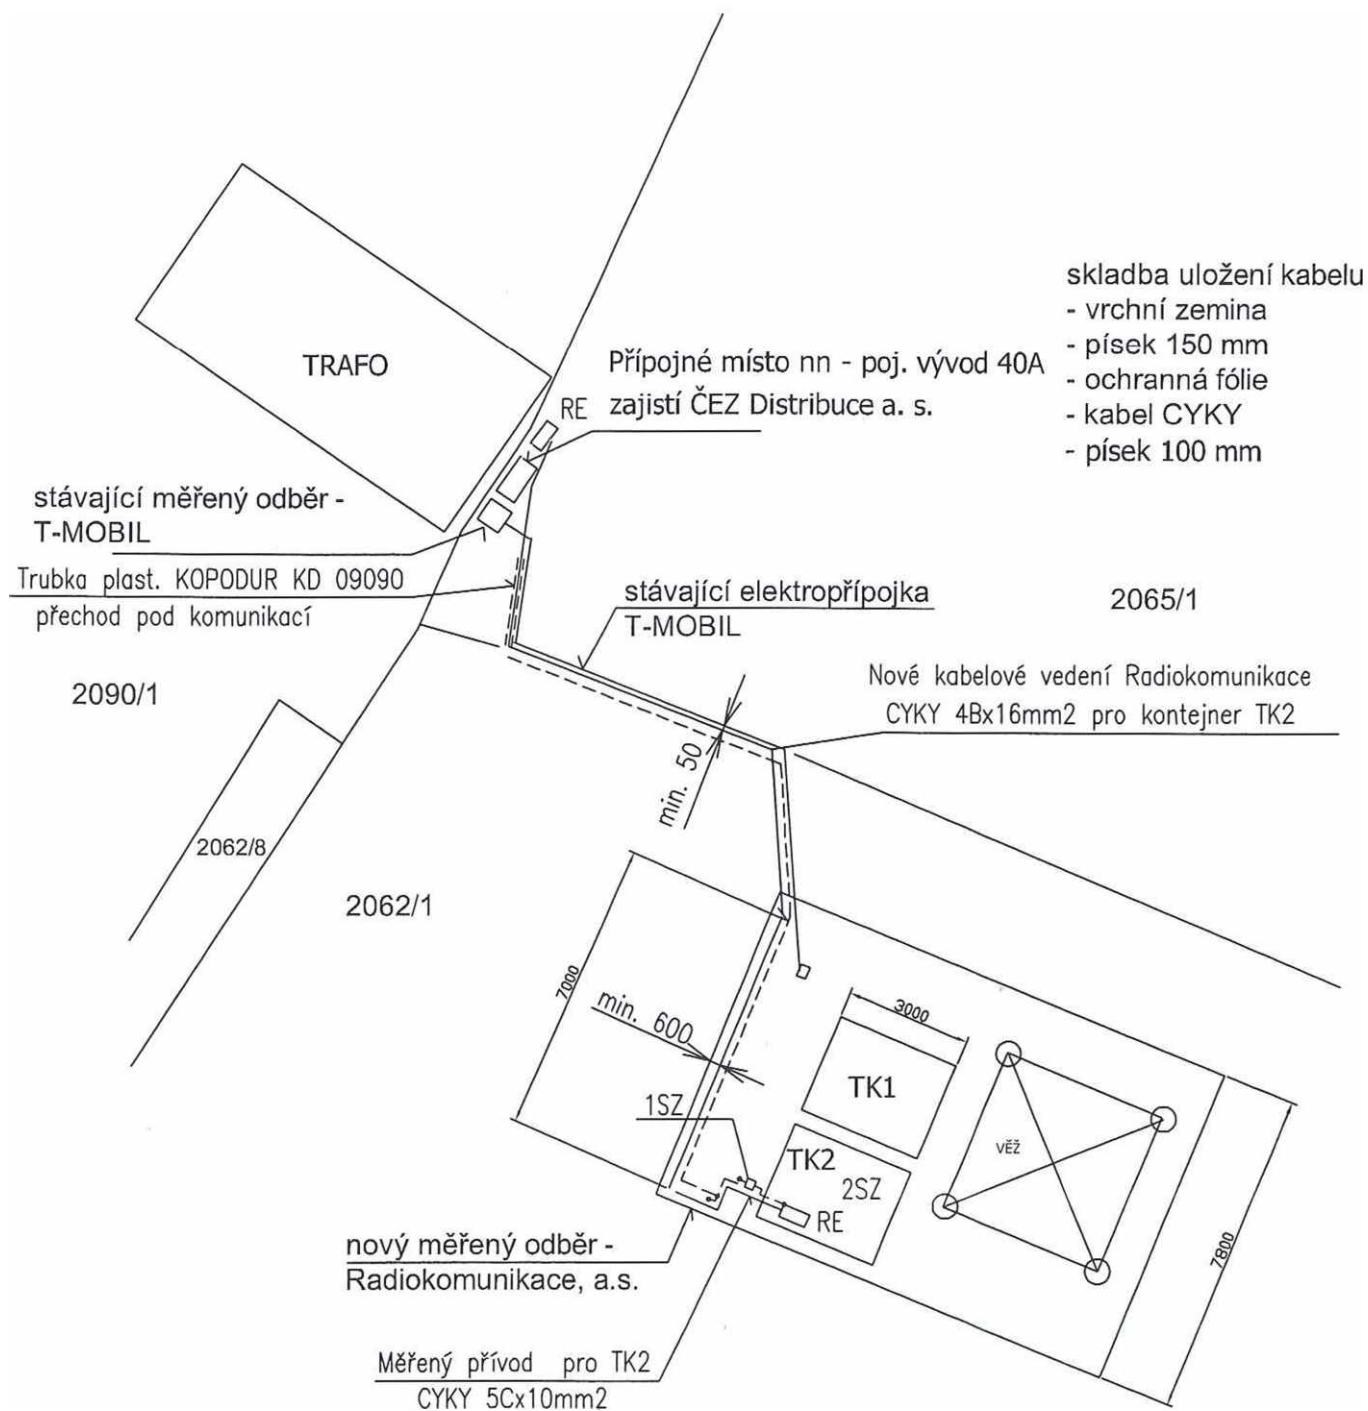 skladba uložení kabelu
- vrchní zemina
- písek 150 mm
- ochranná fólie
- kabel CYKY
- písek 100 mm
TRAFO
Přípojné místo nn - poj. vývod 40A
zajistí ČEZ Distribuce a. s.
RE
stávající měřený odběr -
T-MOBIL
Trubka plast. KOPODUR KD 09090
přechod pod komunikací
stávající elektropřípojka
T-MOBIL
2065/1
2090/1
Nové kabelové vedení Radiokomunikace
CYKY 4Bx16mm2 pro kontejner TK2
min. 50
2062/8
2062/1
7000
min. 600
3000
TK1
1SZ
VĚŽ
TK2
2SZ
RE
7800
nový měřený odběr -
Radiokomunikace, a.s.
Měřený přívod pro TK2
CYKY 5Cx10mm2